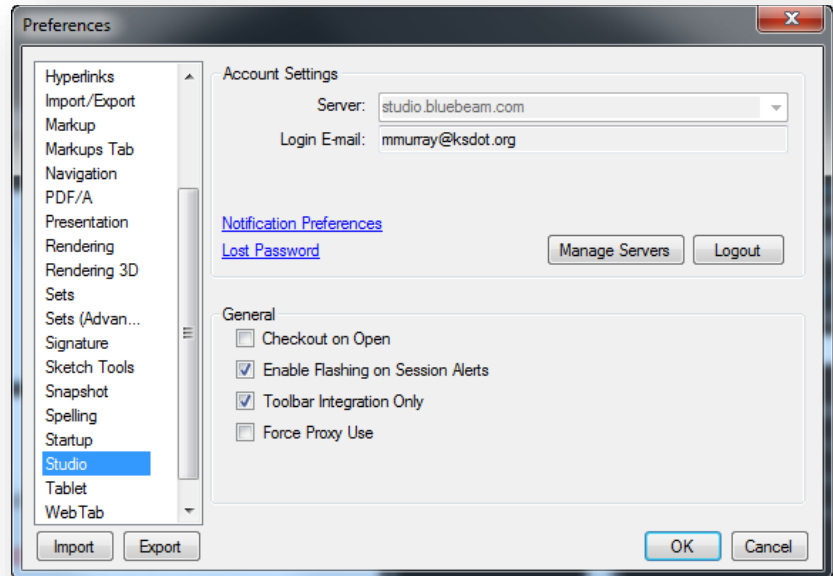 Preferences
Hyperlinks
Import/Export
Markup
Markups Tab
Navigation
PDF/A
Presentation
Rendering
Rendering 3D
Sets
Sets (Advan...
Signature
Sketch Tools
Snapshot
Spelling
Startup
Studio
Tablet
WebTab
Import Export
Account Settings
Server: studio.bluebeam.com
Login E-mail: mmurray@ksdot.org
Notification Preferences
Lost Password Manage Servers Logout
General
Checkout on Open
Enable Flashing on Session Alerts
Toolbar Integration Only
Force Proxy Use
OK Cancel